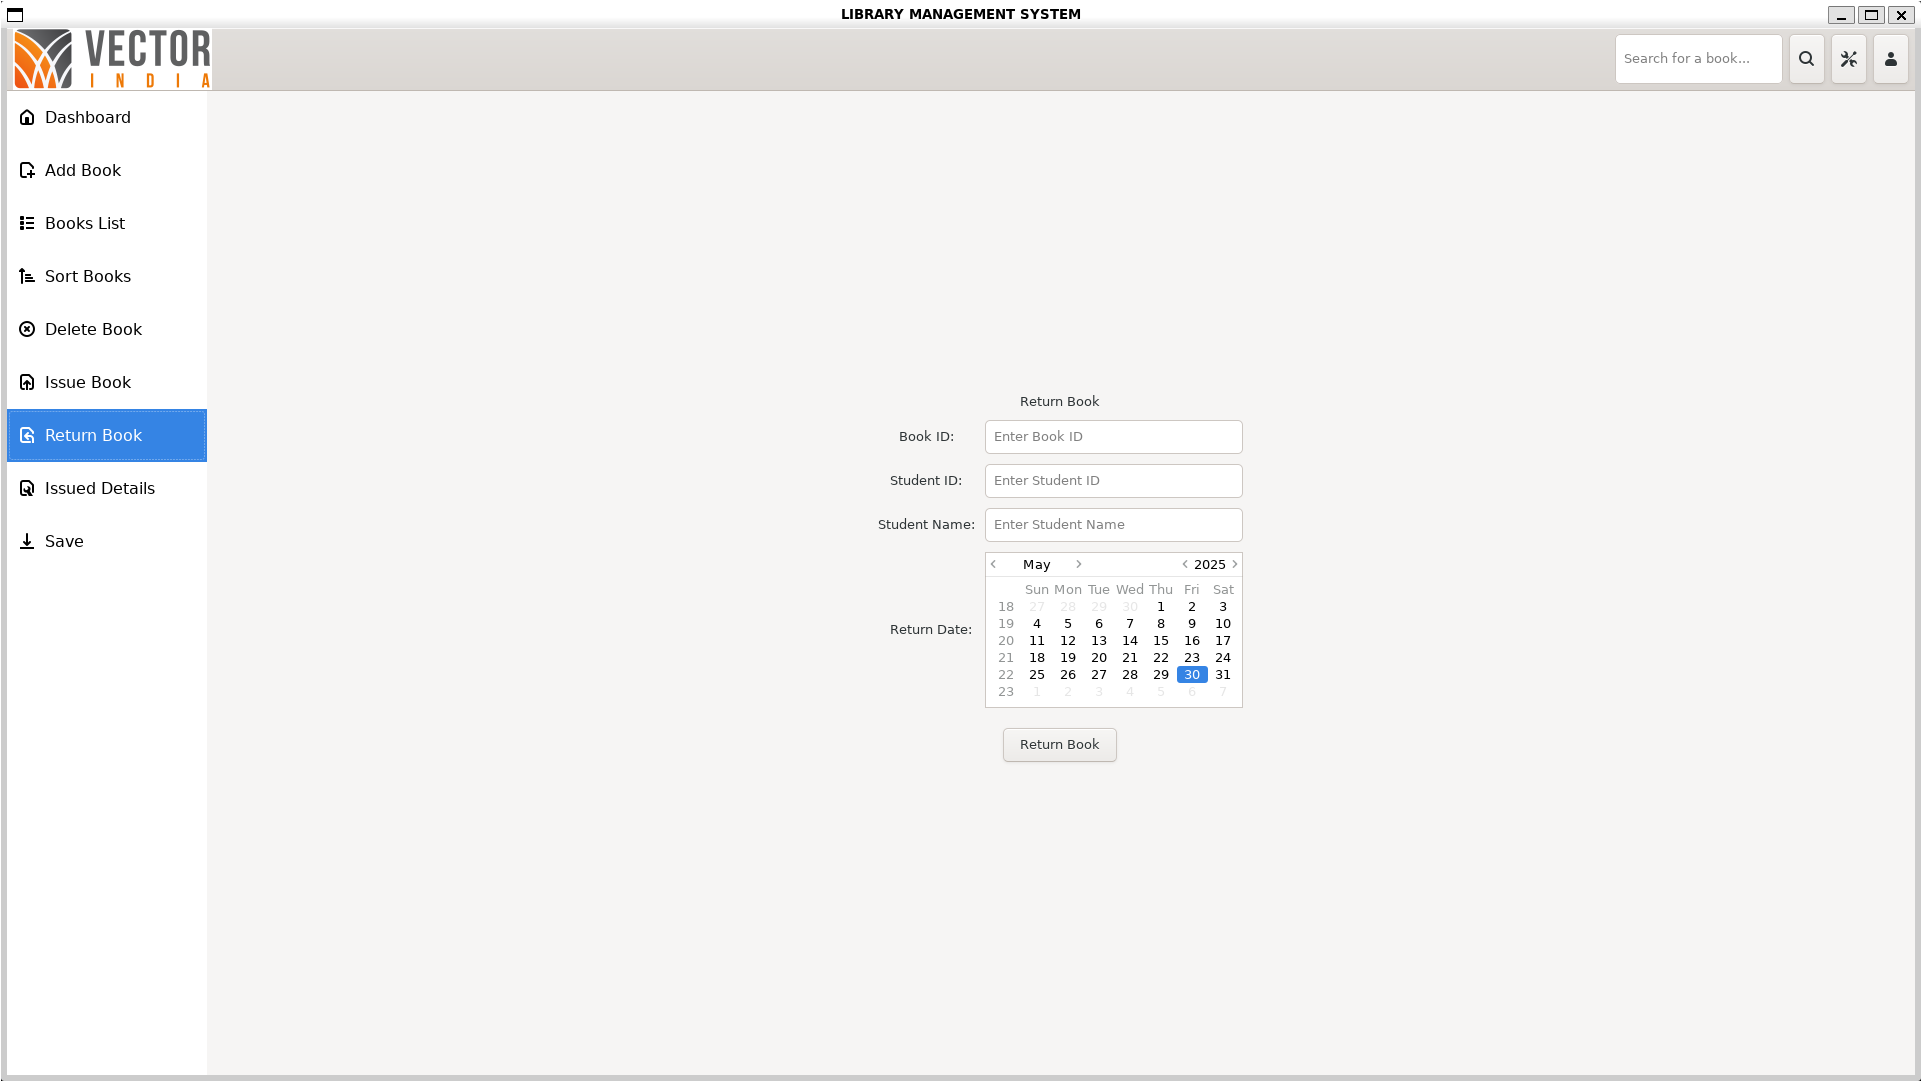 LIBRARY MANAGEMENT SYSTEM
VECTOR
INDIA
Search for a book...
Dashboard
Add Book
Books List
Sort Books
Delete Book
Issue Book
Return Book
Issued Details
Save
Return Book
Book ID: Enter Book ID
Student ID: Enter Student ID
Student Name: Enter Student Name
Return Date:
May 2025
Sun Mon Tue Wed Thu Fri Sat
18 27 28 29 30 1 2 3
19 4 5 6 7 8 9 10
20 11 12 13 14 15 16 17
21 18 19 20 21 22 23 24
22 25 26 27 28 29 30 31
23 1 2 3 4 5 6 7
Return Book